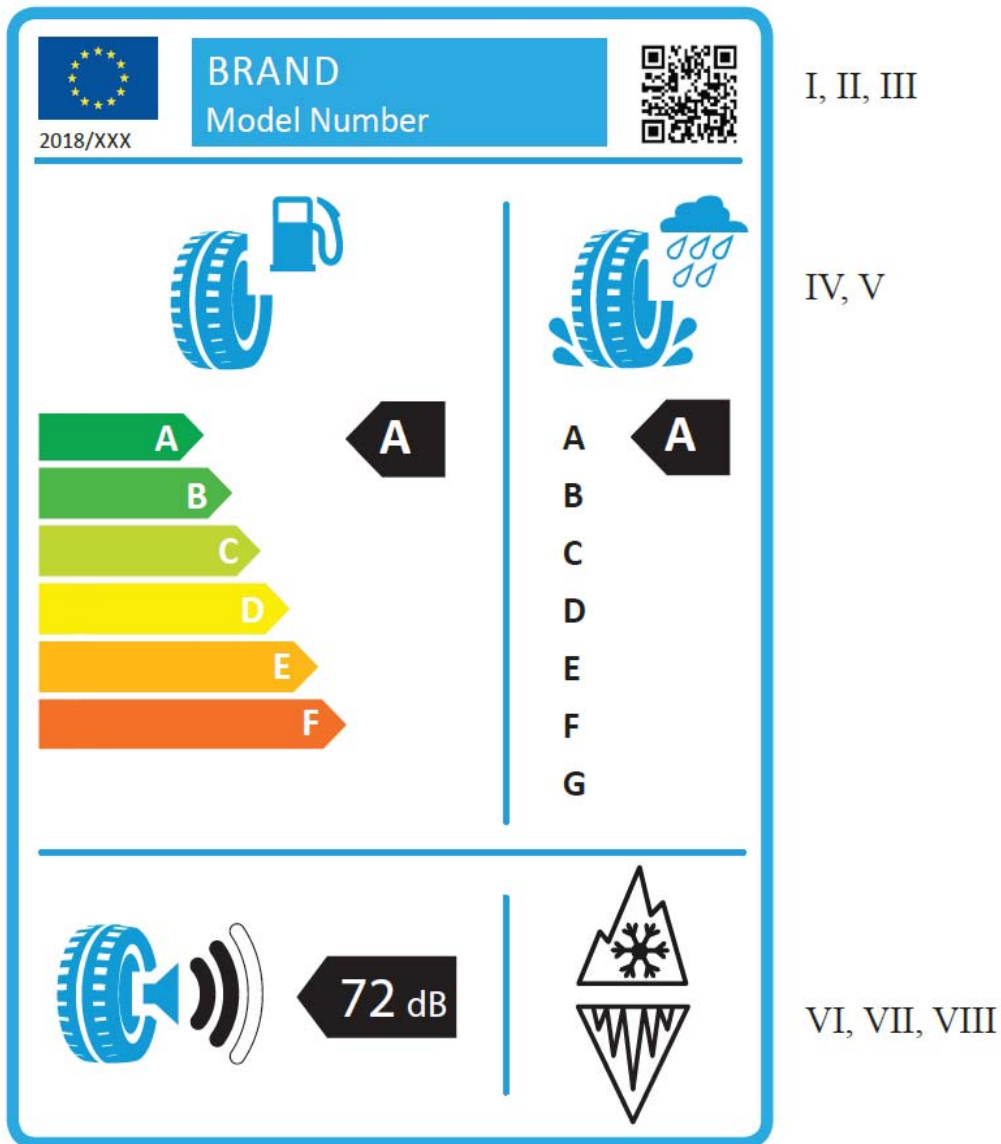 BRAND
Model Number
2018/XXX
I, II, III
IV, V
A
A
B
C
D
E
F
A
A
B
C
D
E
F
G
72 dB
VI, VII, VIII